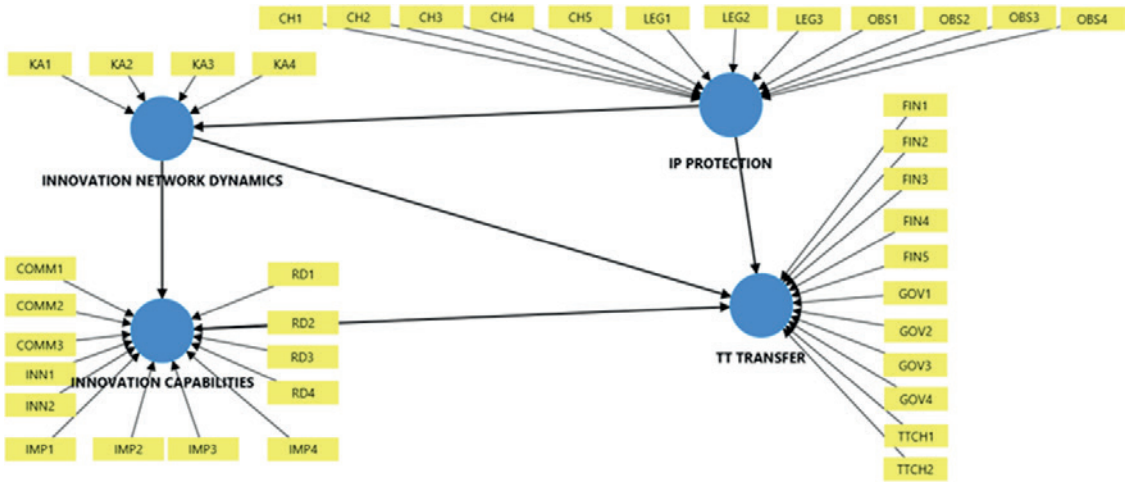 CH1 CH2 CH3 CH4 CH5 LEG1 LEG2 LEG3 OBS1 OBS2 OBS3 OBS4
KA1 KA2 KA3 KA4
INNOVATION NETWORK DYNAMICS
IP PROTECTION
FIN1
FIN2
FIN3
FIN4
FIN5
GOV1
GOV2
GOV3
GOV4
TTCH1
TTCH2
TT TRANSFER
COMM1
COMM2
COMM3
INN1
INN2
INNOVATION CAPABILITIES
RD1
RD2
RD3
RD4
IMP1 IMP2 IMP3 IMP4